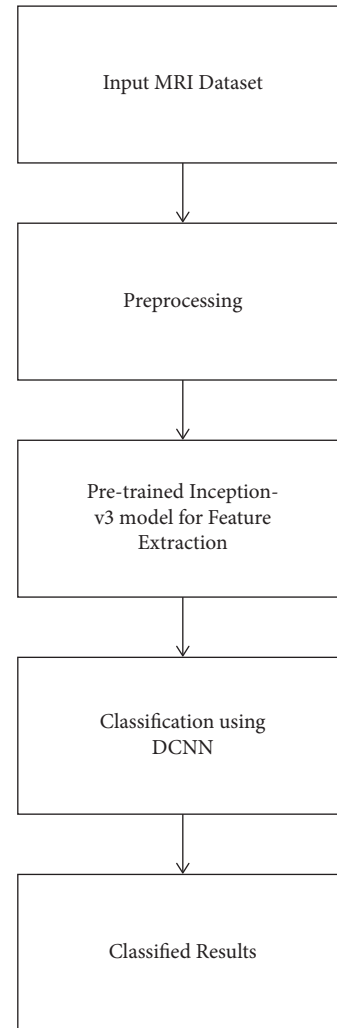 Input MRI Dataset
Preprocessing
Pre-trained Inception-
v3 model for Feature
Extraction
Classification using
DCNN
Classified Results